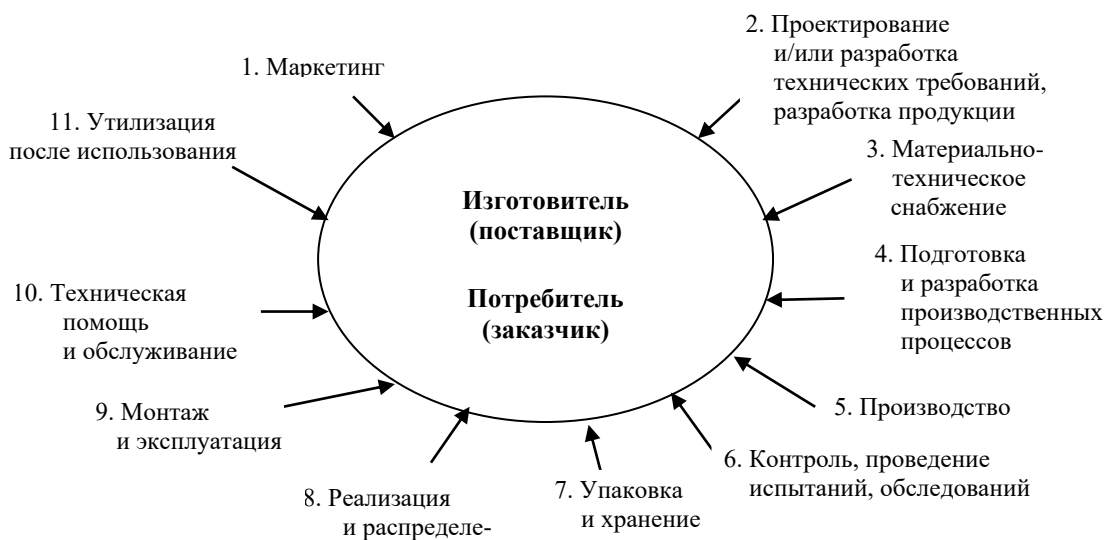 1. Маркетинг
2. Проектирование
и/или разработка
технических требований,
разработка продукции
3. Материально-
техническое
снабжение
4. Подготовка
и разработка
производственных
процессов
5. Производство
6. Контроль, проведение
испытаний, обследований
7. Упаковка
и хранение
8. Реализация
и распределе-
9. Монтаж
и эксплуатация
10. Техническая
помощь
и обслуживание
11. Утилизация
после использования
Изготовитель
(поставщик)
Потребитель
(заказчик)